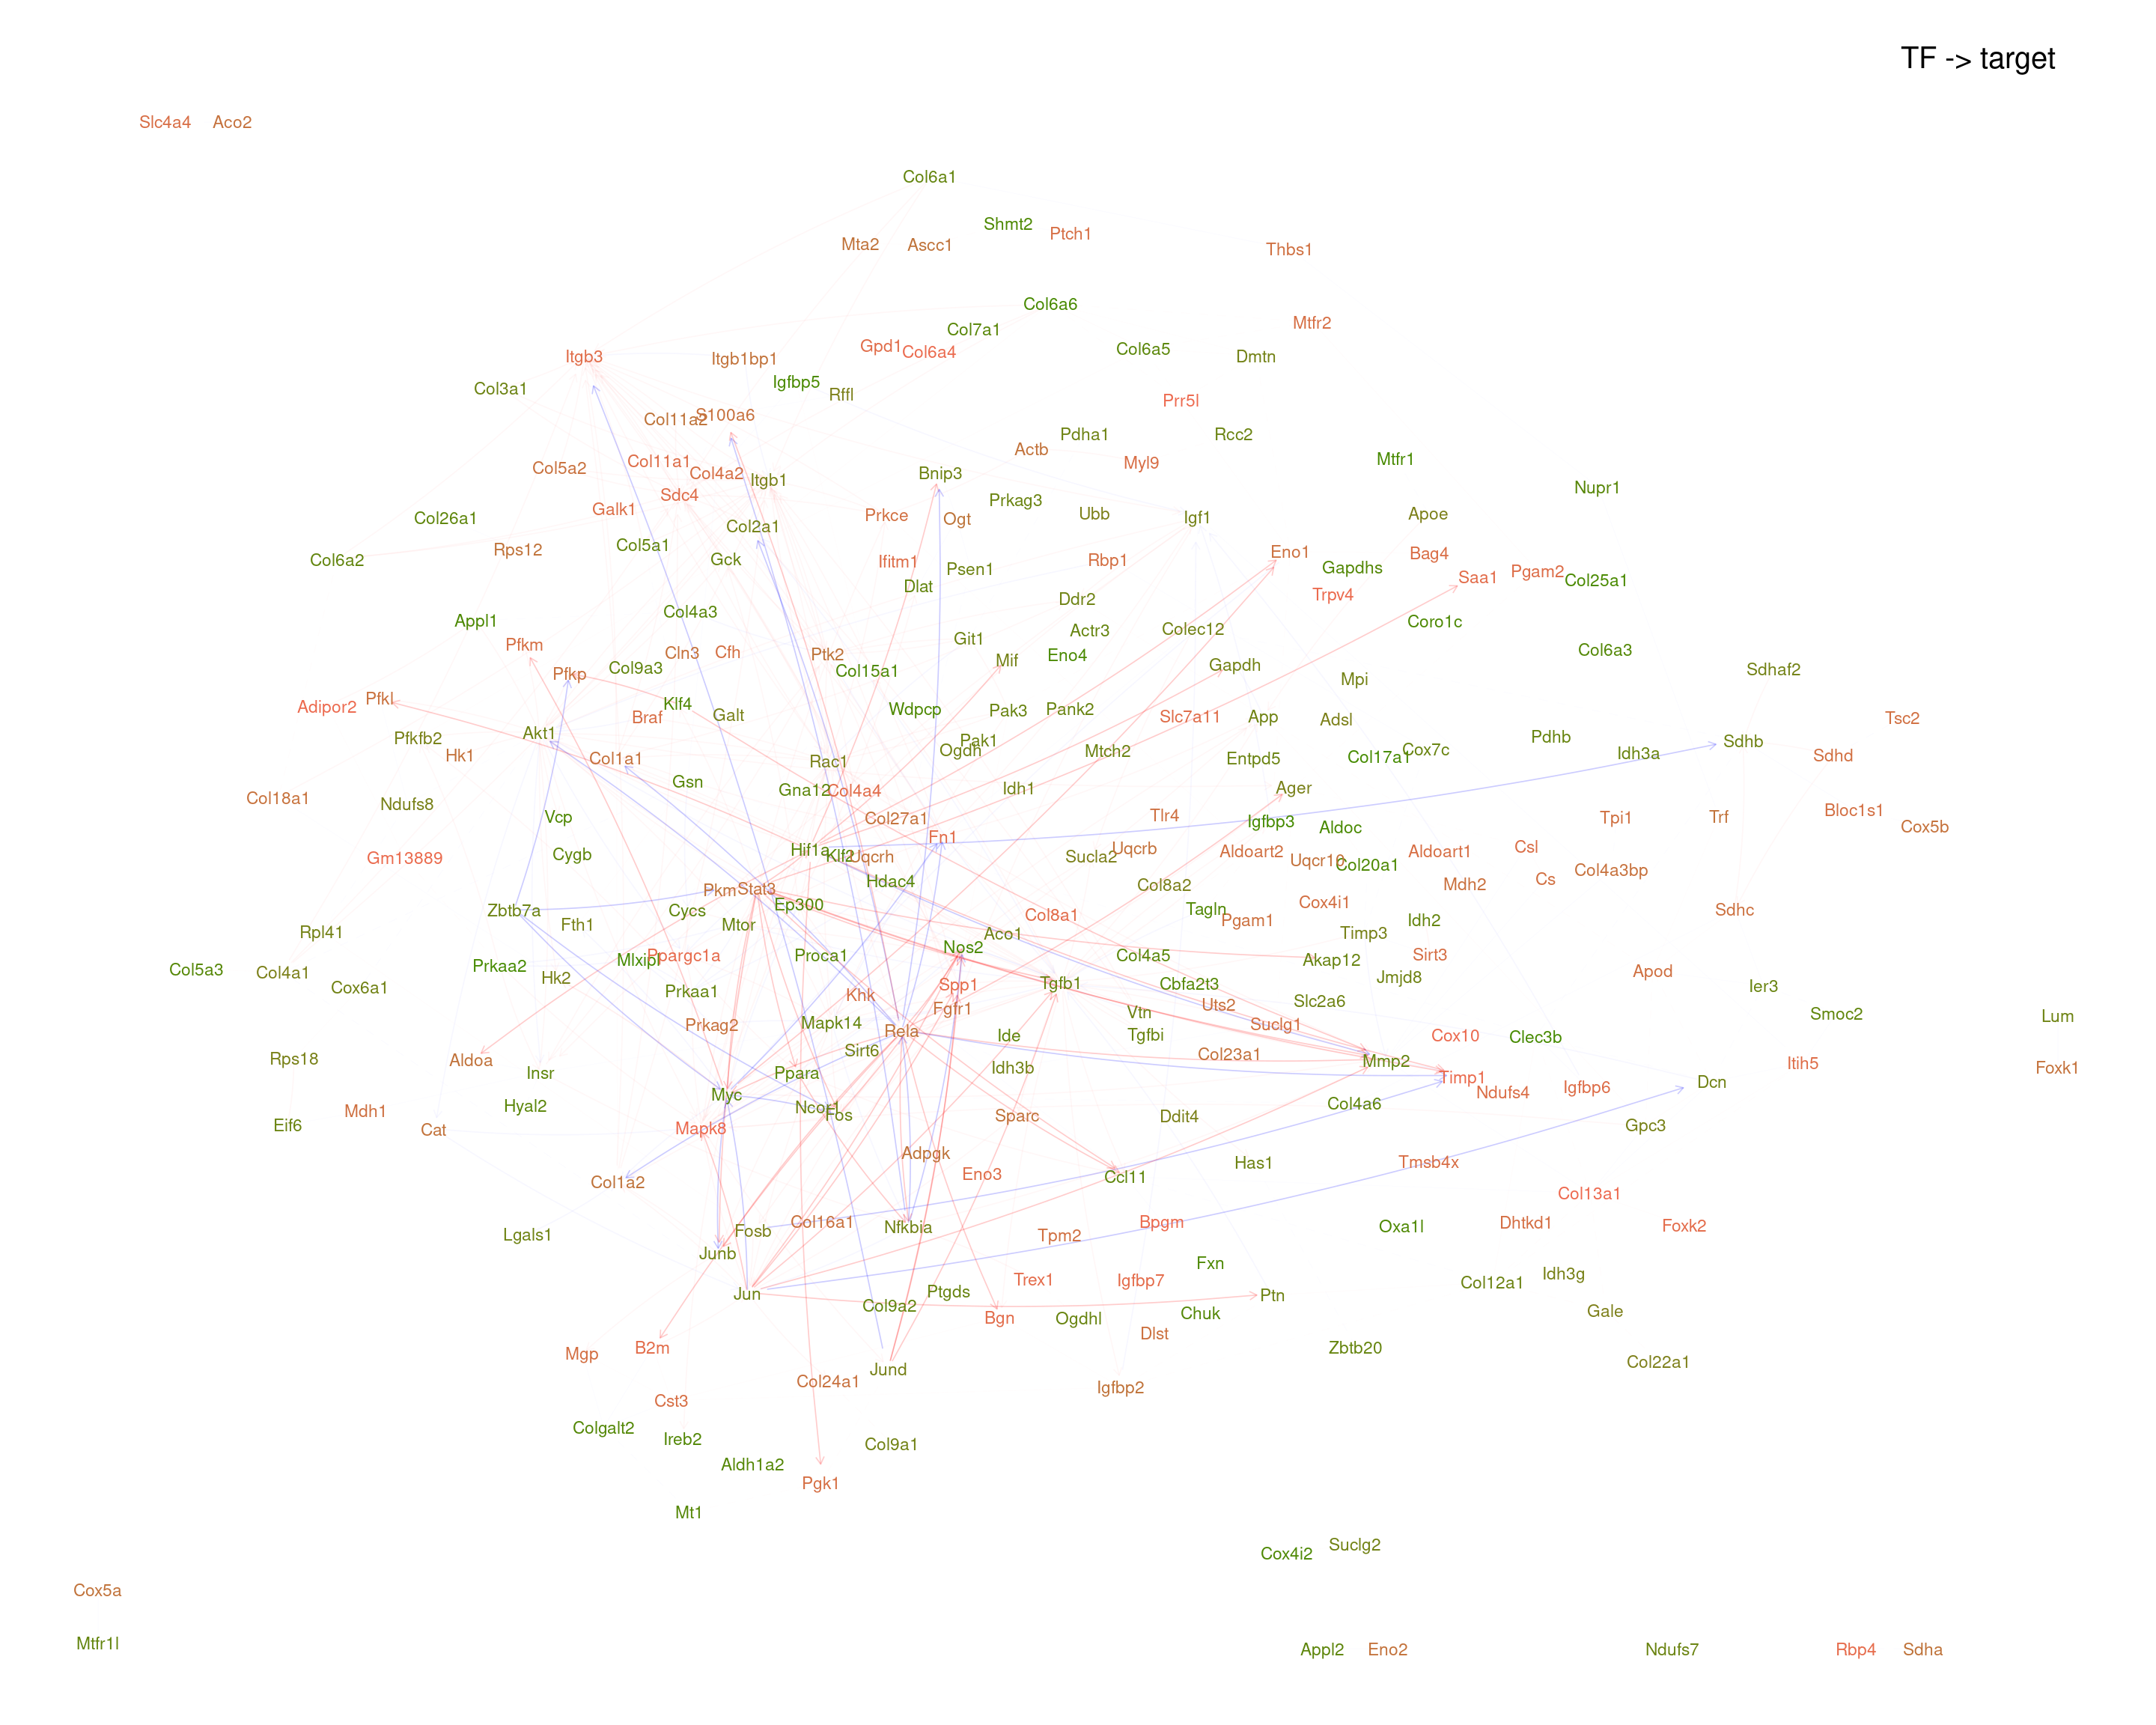 TF -> target
Slc4a4
Aco2
Col6a1
Shmt2
Ptch1
Mta2
Ascc1
Thbs1
Col6a6
Mtfr2
Col7a1
Gpd1
Col6a4
Col6a5
Dmtn
Itgb3
Itgb1bp1
Igfbp5
Col3a1
Rffl
Prr5l
Col11a2
S100a6
Pdha1
Rcc2
Actb
Mtfr1
Col11a1
Myl9
Col5a2
Col4a2
Itgb1
Bnip3
Nupr1
Sdc4
Prkag3
Galk1
Prkce
Ogt
Ubb
Igf1
Apoe
Col26a1
Col2a1
Col5a1
Rps12
Eno1
Bag4
Col6a2
Gck
Ifitm1
Psen1
Rbp1
Gapdhs
Saa1
Pgam2
Col25a1
Dlat
Trpv4
Ddr2
Col4a3
Appl1
Coro1c
Actr3
Colec12
Git1
Pfkm
Cln3
Cfh
Ptk2
Mif
Eno4
Col6a3
Pfkp
Col9a3
Col15a1
Gapdh
Sdhaf2
Mpi
Adipor2
Pfkl
Klf4
Braf
Galt
Wdpcp
Pak3
Pank2
Slc7a11
App
Adsl
Tsc2
Pfkfb2
Akt1
Pak1
Ogdh
Mtch2
Pdhb
Sdhb
Hk1
Col1a1
Rac1
Entpd5
Col17a1
Cox7c
Idh3a
Sdhd
Gsn
Gna12
Col4a4
Idh1
Ager
Col18a1
Ndufs8
Vcp
Col27a1
Tlr4
Igfbp3
Aldoc
Tpi1
Trf
Bloc1s1
Cox5b
Fn1
Gm13889
Cygb
Hif1a
Klf2
Uqcrh
Sucla2
Uqcrb
Aldoart2
Uqcr10
Col20a1
Aldoart1
Csl
Col4a3bp
Pkm
Stat3
Hdac4
Col8a2
Mdh2
Cs
Zbtb7a
Cycs
Ep300
Col8a1
Tagln
Cox4i1
Sdhc
Fth1
Mtor
Rpl41
Aco1
Pgam1
Timp3
Idh2
Nos2
Col5a3
Col4a1
Prkaa2
Mlxipl
Ppargc1a
Proca1
Col4a5
Akap12
Sirt3
Apod
Hk2
Cox6a1
Prkaa1
Khk
Spp1
Tgfb1
Cbfa2t3
Jmjd8
Ier3
Fgfr1
Uts2
Slc2a6
Vtn
Smoc2
Lum
Prkag2
Mapk14
Rela
Ide
Tgfbi
Suclg1
Cox10
Clec3b
Rps18
Aldoa
Sirt6
Col23a1
Mmp2
Itih5
Foxk1
Insr
Ppara
Idh3b
Timp1
Igfbp6
Dcn
Ndufs4
Myc
Hyal2
Mdh1
Ncor1
Fos
Sparc
Ddit4
Col4a6
Gpc3
Eif6
Cat
Mapk8
Adpgk
Eno3
Ccl11
Has1
Tmsb4x
Col1a2
Col13a1
Lgals1
Fosb
Col16a1
Nfkbia
Bpgm
Oxa1l
Dhtkd1
Foxk2
Junb
Tpm2
Fxn
Jun
Trex1
Igfbp7
Idh3g
Col12a1
Ptgds
Ptn
Col9a2
Bgn
Ogdhl
Chuk
Gale
Dlst
B2m
Mgp
Zbtb20
Jund
Col22a1
Col24a1
Igfbp2
Cst3
Colgalt2
Ireb2
Col9a1
Aldh1a2
Pgk1
Mt1
Cox4i2
Suclg2
Cox5a
Mtfr1l
Appl2
Eno2
Ndufs7
Rbp4
Sdha